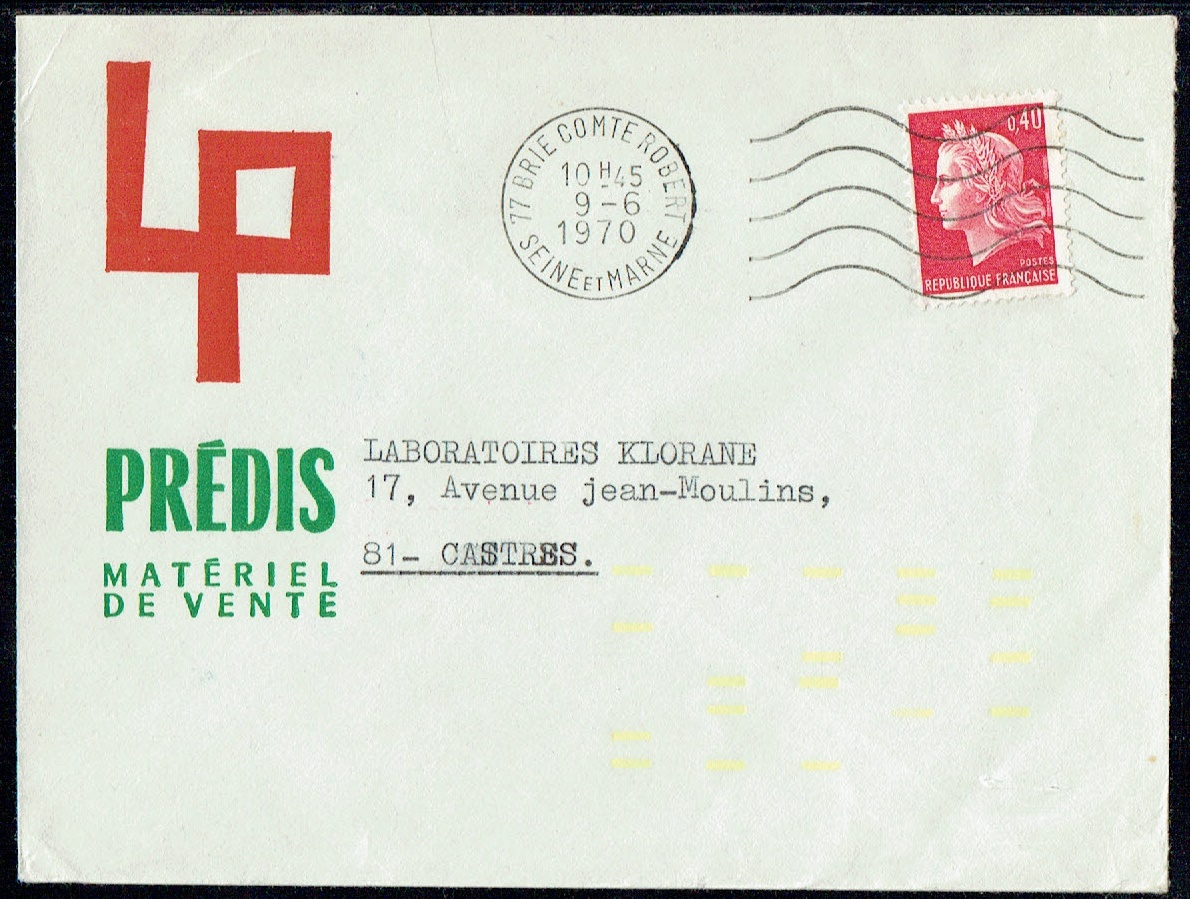 LP
77 BRIE COMTE ROBERT
10 H 45
9-6
1970
SEINE ET MARNE
0,40
POSTES
REPUBLIQUE FRANÇAISE
PRÉDIS
MATÉRIEL
DE VENTE
LABORATOIRES KLORANE
17, Avenue jean-Moulins,
81- CASTRES.